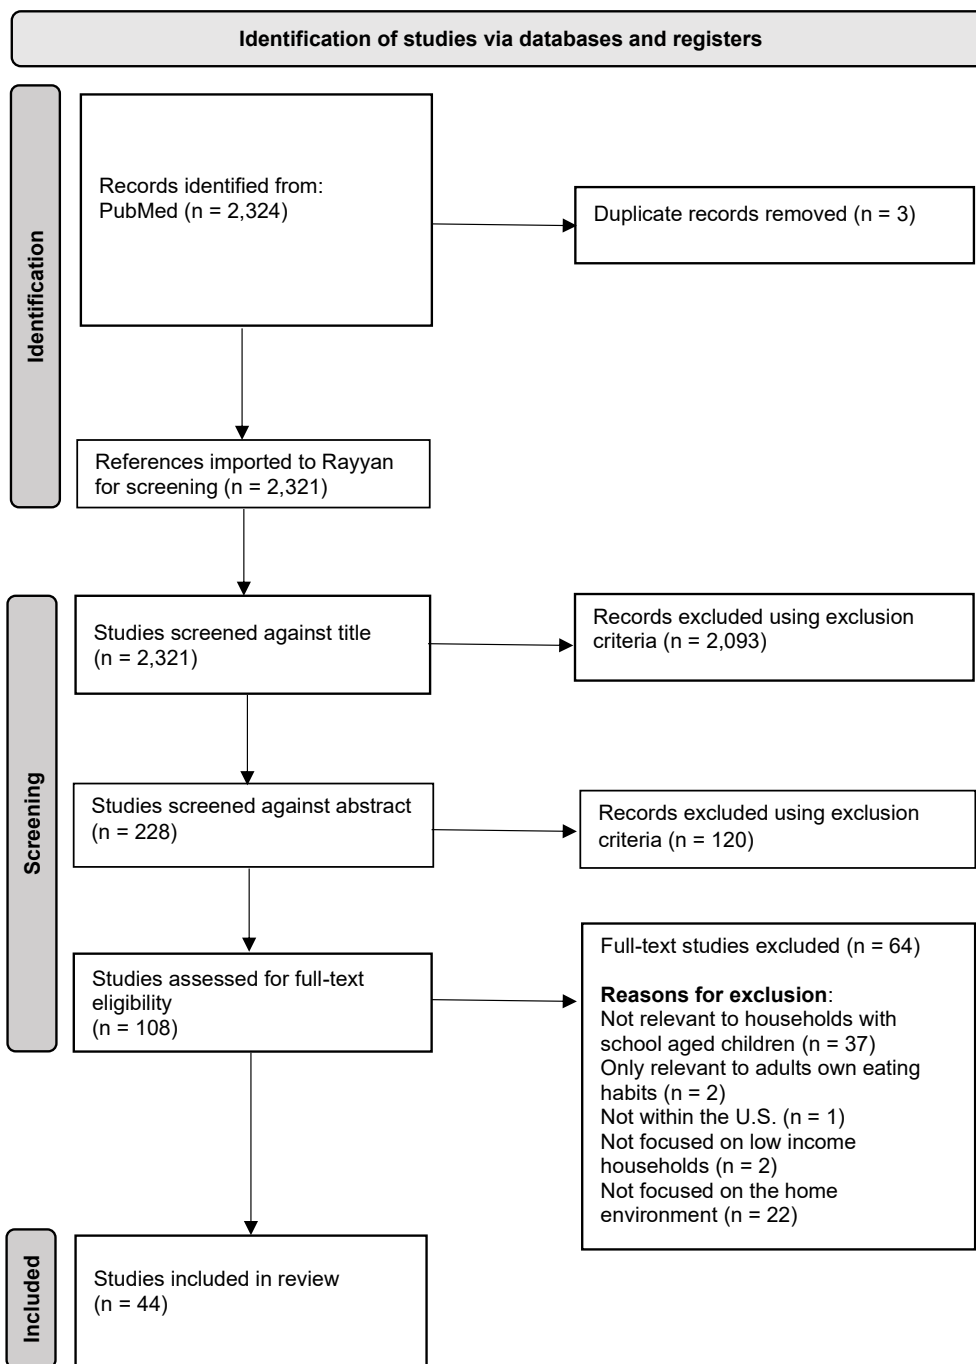 Identification of studies via databases and registers
Identification
Records identified from:
PubMed (n = 2,324)
Duplicate records removed (n = 3)
References imported to Rayyan
for screening (n = 2,321)
Screening
Studies screened against title
(n = 2,321)
Records excluded using exclusion
criteria (n = 2,093)
Studies screened against abstract
(n = 228)
Records excluded using exclusion
criteria (n = 120)
Studies assessed for full-text
eligibility
(n = 108)
Full-text studies excluded (n = 64)
Reasons for exclusion:
Not relevant to households with
school aged children (n = 37)
Only relevant to adults own eating
habits (n = 2)
Not within the U.S. (n = 1)
Not focused on low income
households (n = 2)
Not focused on the home
environment (n = 22)
Included
Studies included in review
(n = 44)